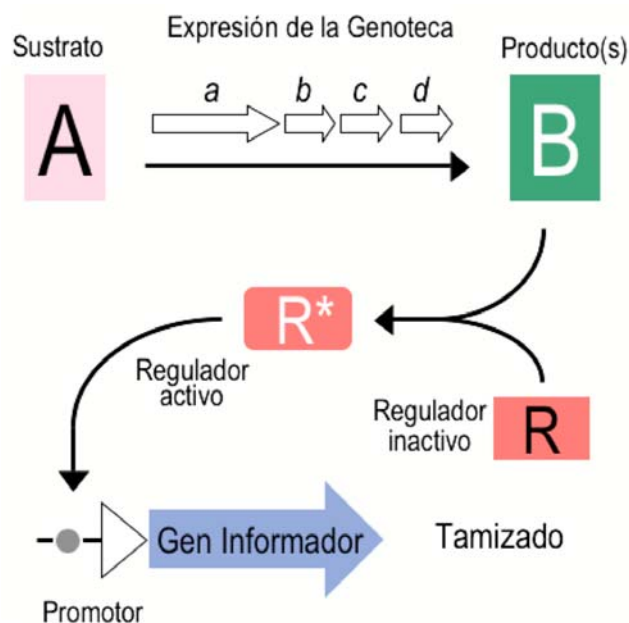 Expresión de la Genoteca
Sustrato
Producto(s)
a b c d
A
B
R*
Regulador
activo
Regulador
inactivo
R
Gen Informador
Tamizado
Promotor